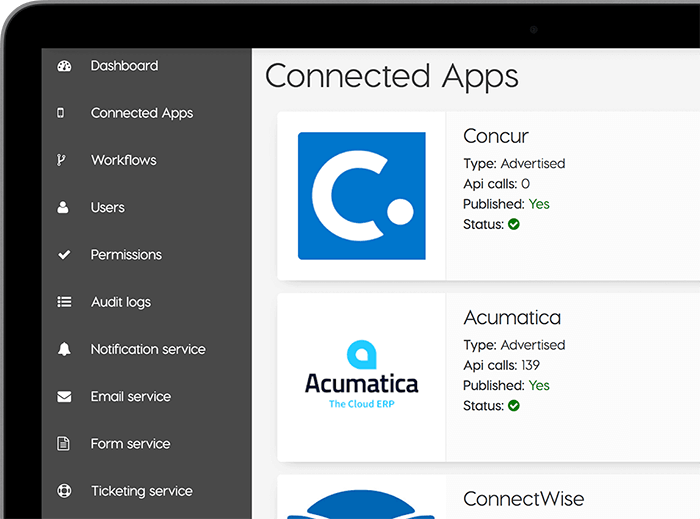 Dashboard
Connected Apps
Workflows
Users
Permissions
Audit logs
Notification service
Email service
Form service
Ticketing service
Connected Apps
Concur
Type: Advertised
Api calls: 0
Published: Yes
Status:
Acumatica
The Cloud ERP
Acumatica
Type: Advertised
Api calls: 139
Published: Yes
Status:
ConnectWise